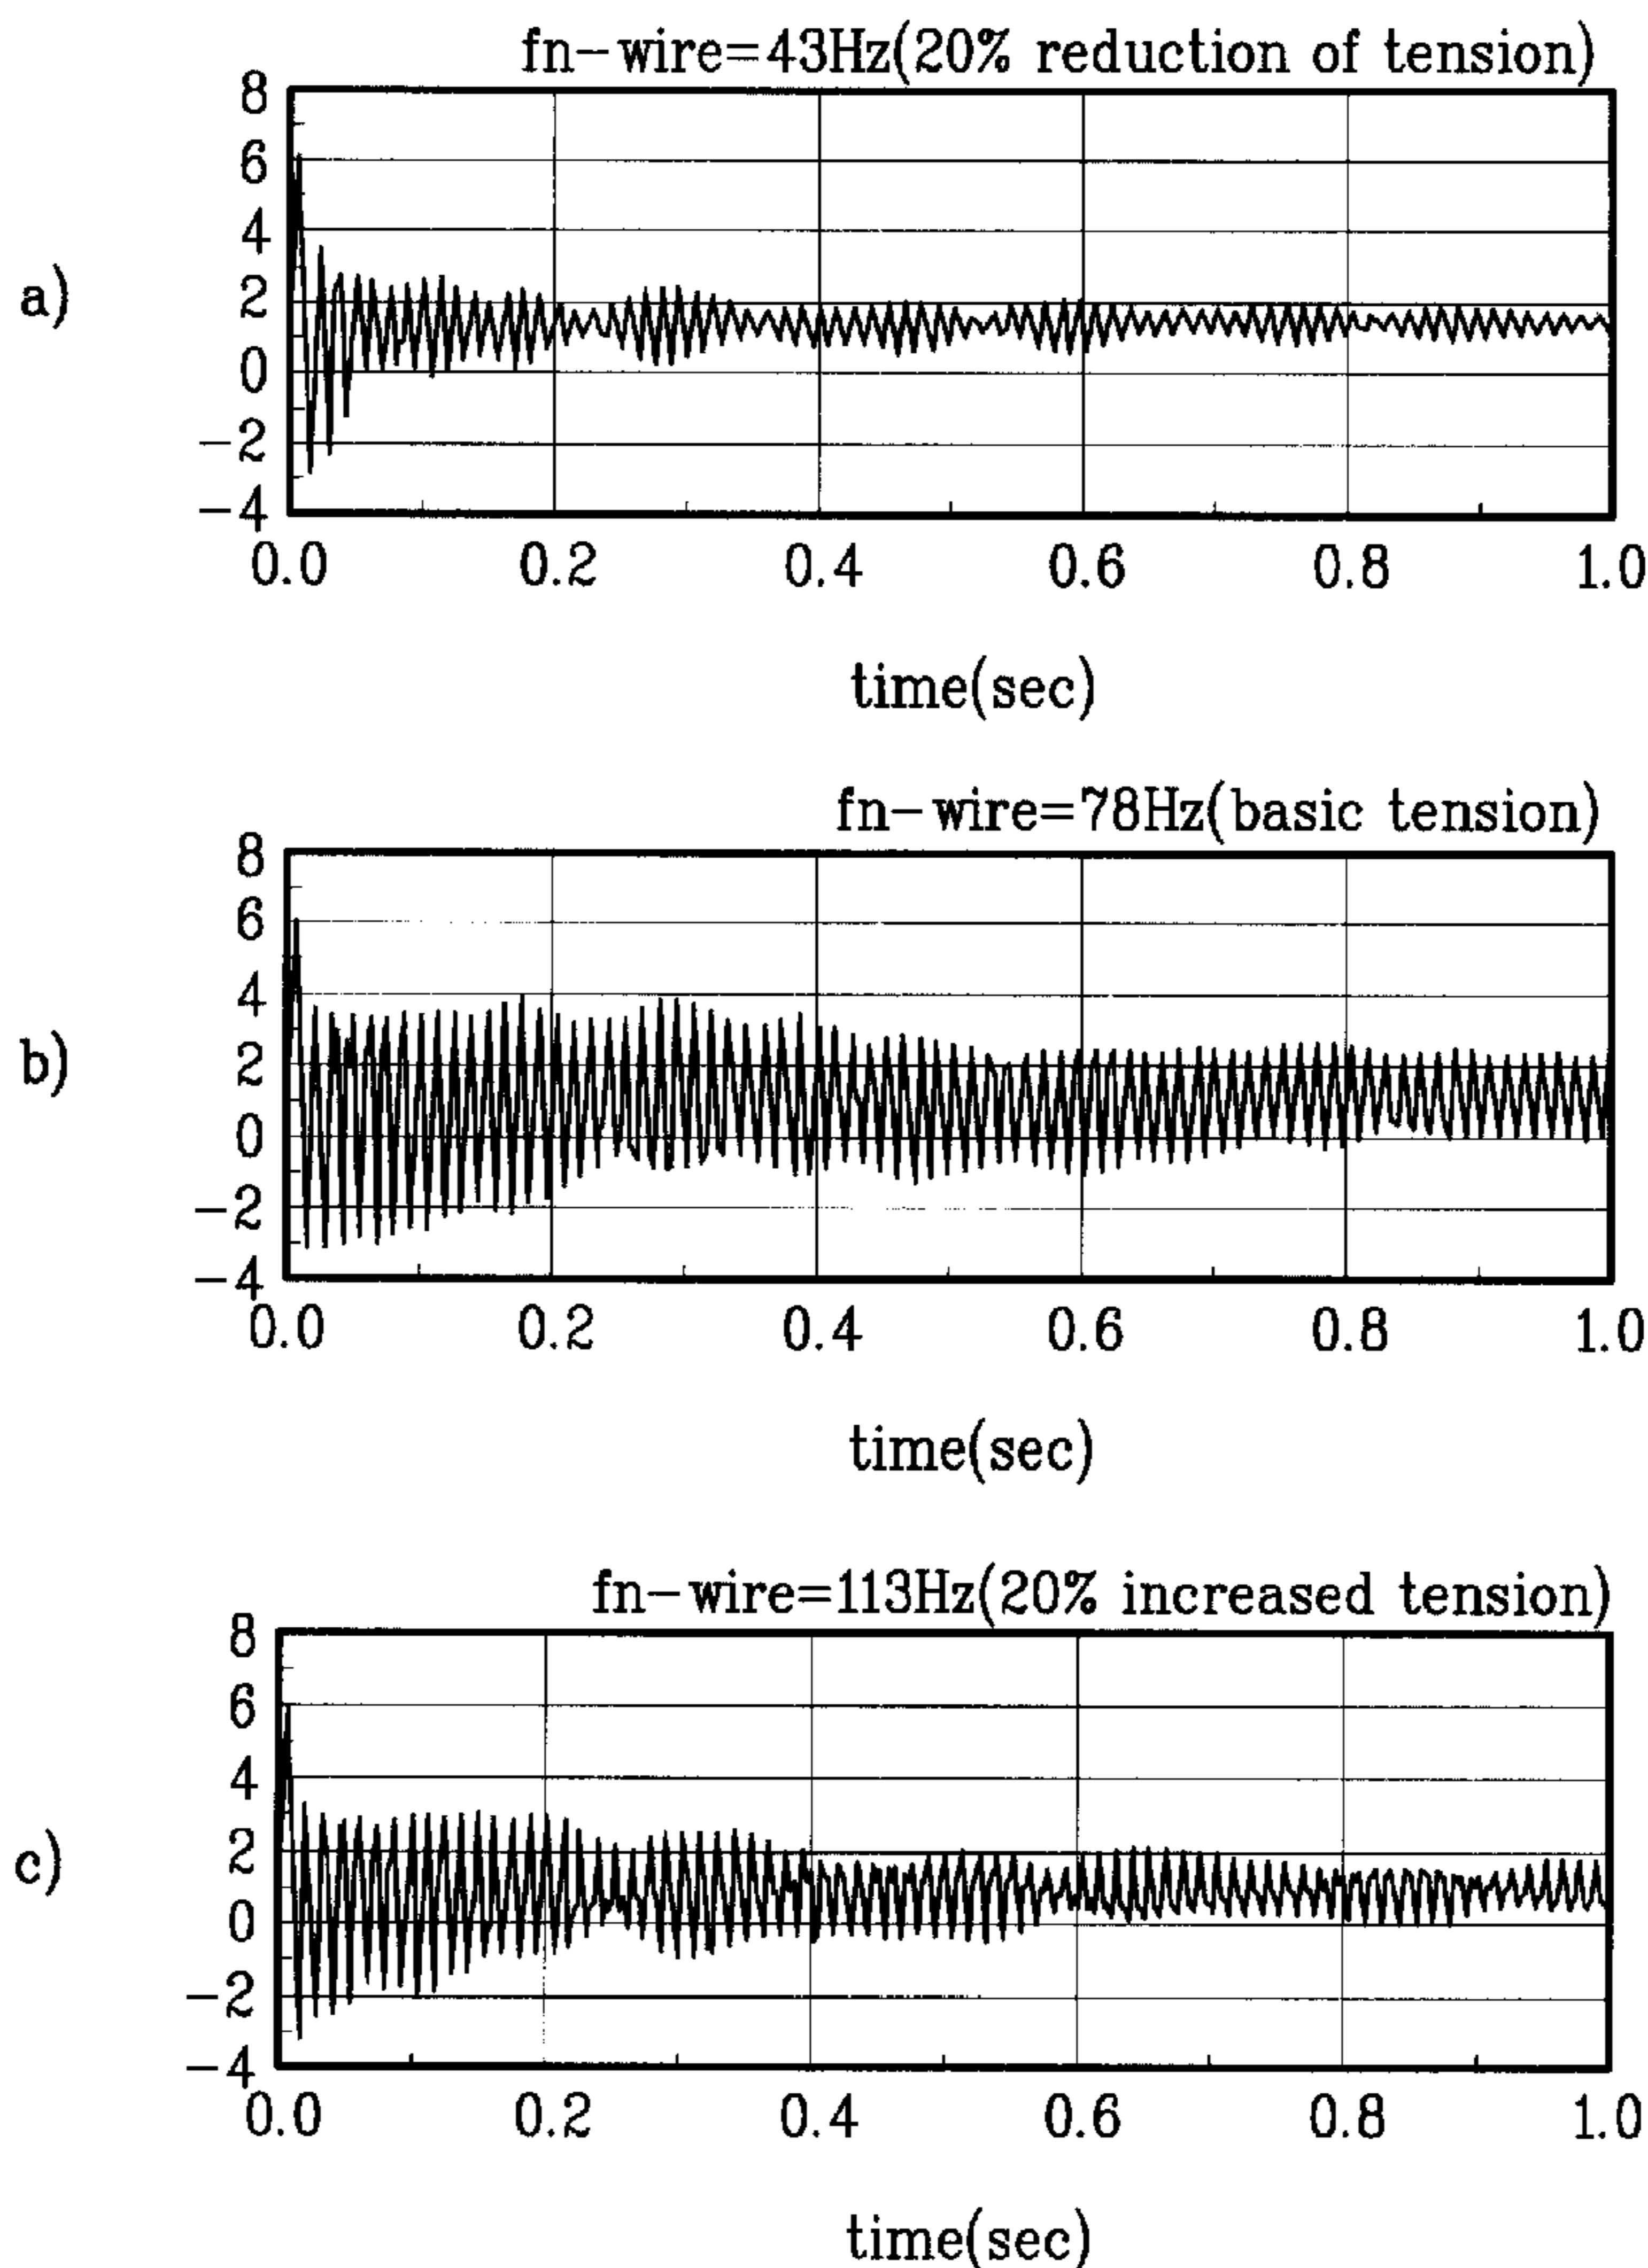 fn-wire=43Hz(20% reduction of tension)
8
6
4
a)
2
0
-2
-4
0.0 0.2 0.4 0.6 0.8 1.0
time(sec)
fn-wire=78Hz(basic tension)
8
6
4
b)
2
0
-2
-4
0.0 0.2 0.4 0.6 0.8 1.0
time(sec)
fn-wire=113Hz(20% increased tension)
8
6
4
c)
2
0
-2
-4
0.0 0.2 0.4 0.6 0.8 1.0
time(sec)